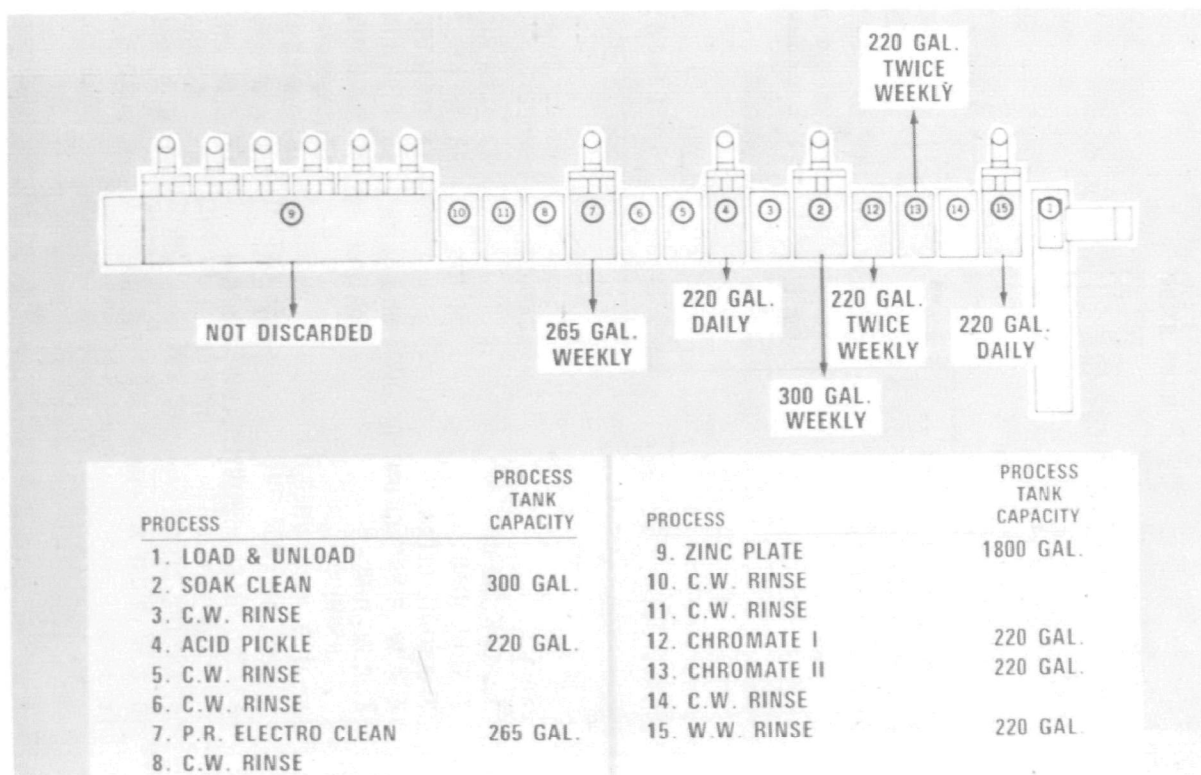 220 GAL.
TWICE
WEEKLY
9
10
11
8
7
6
5
4
3
2
12
13
14
15
1
NOT DISCARDED
265 GAL.
WEEKLY
220 GAL.
DAILY
300 GAL.
WEEKLY
220 GAL.
TWICE
WEEKLY
220 GAL.
DAILY
PROCESS
PROCESS
TANK
CAPACITY
1. LOAD & UNLOAD
2. SOAK CLEAN 300 GAL.
3. C.W. RINSE
4. ACID PICKLE 220 GAL.
5. C.W. RINSE
6. C.W. RINSE
7. P.R. ELECTRO CLEAN 265 GAL.
8. C.W. RINSE
PROCESS
PROCESS
TANK
CAPACITY
9. ZINC PLATE 1800 GAL.
10. C.W. RINSE
11. C.W. RINSE
12. CHROMATE I 220 GAL.
13. CHROMATE II 220 GAL.
14. C.W. RINSE
15. W.W. RINSE 220 GAL.